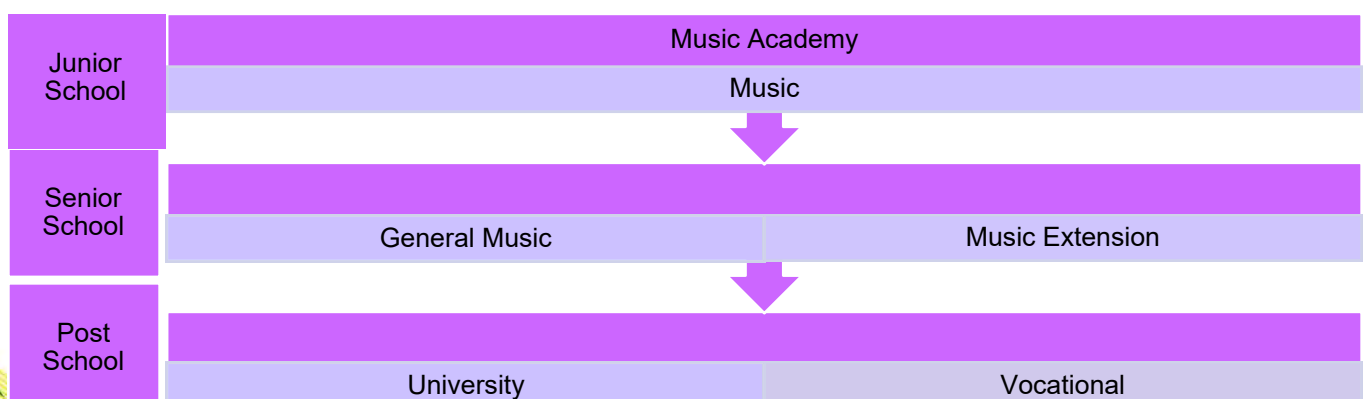 Junior
School
Music Academy
Music
Senior
School
General Music
Music Extension
Post
School
University
Vocational